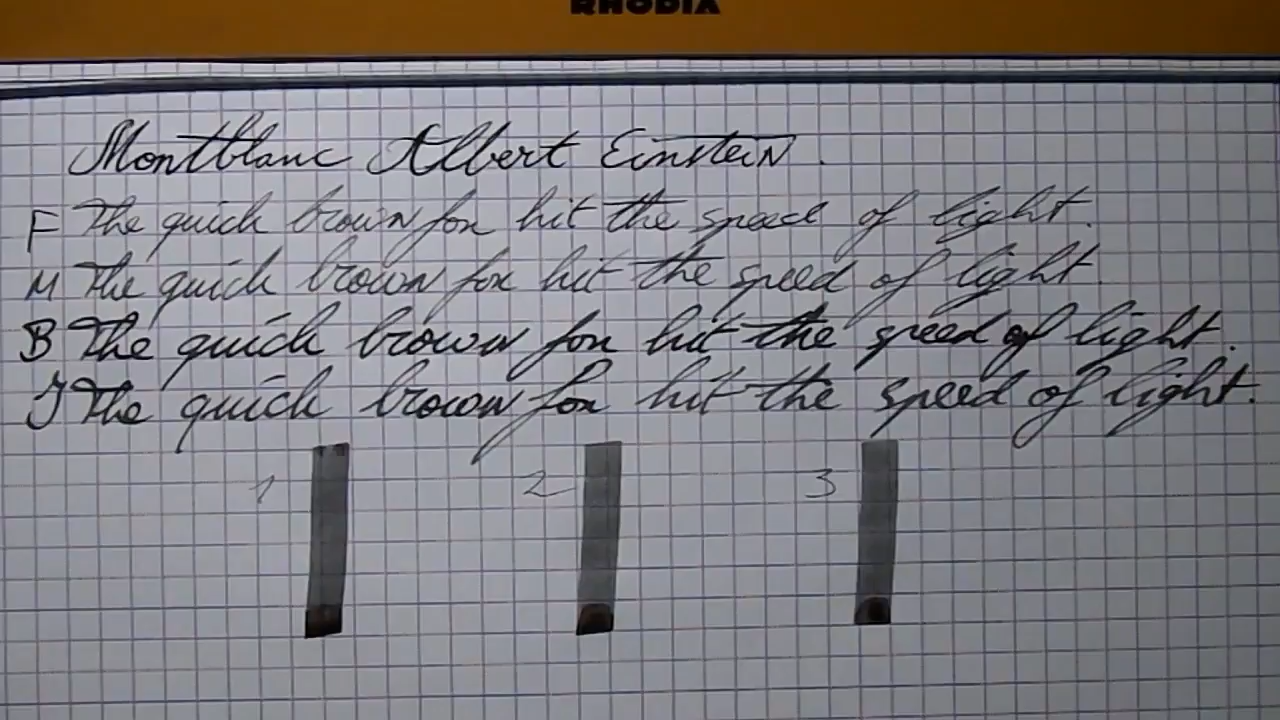 RHODIA
Montblanc Albert Einstein.
F The quick brown fox hit the speed of light.
M The quick brown fox hit the speed of light.
B The quick brown fox hit the speed of light.
I The quick brown fox hit the speed of light.
1 2 3